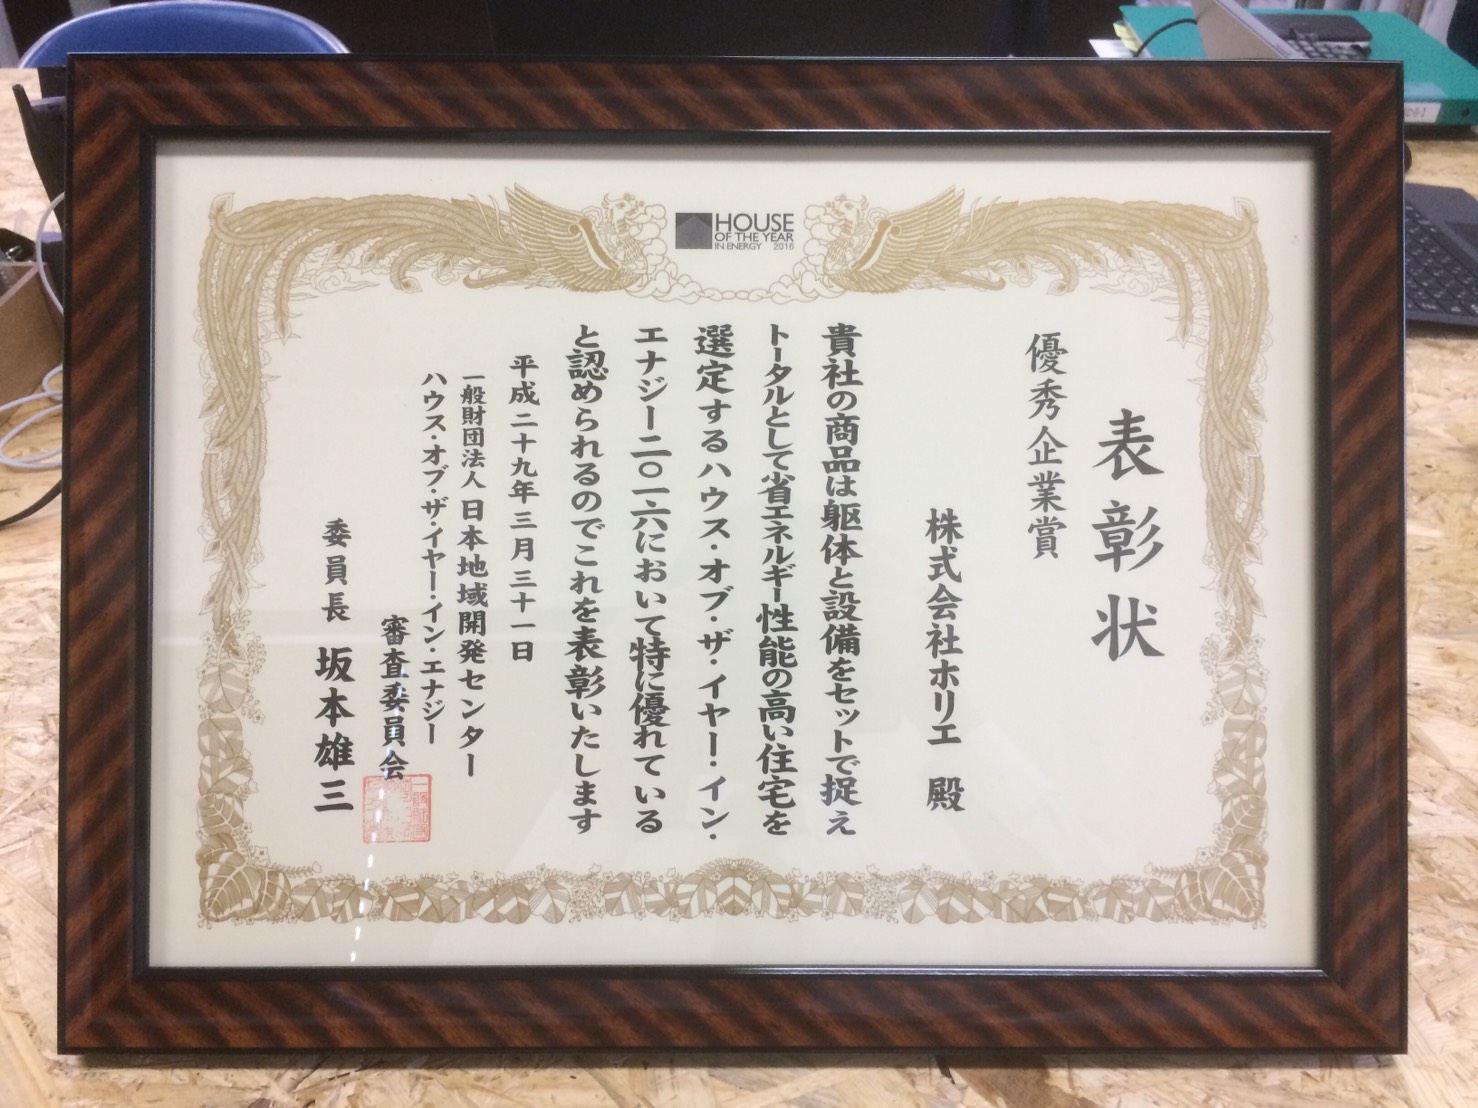 HOUSE
OF THE YEAR
IN ENERGY 2016
表彰状
優秀企業賞
株式会社ホリエ 殿
貴社の商品は躯体と設備をセットで捉え
トータルとして省エネルギー性能の高い住宅を
選定するハウス・オブ・ザ・イヤー・イン・
エナジー二〇一六において特に優れている
と認められるのでこれを表彰いたします
平成二十九年三月三十一日
一般財団法人日本地域開発センター
ハウス・オブ・ザ・イヤー・イン・エナジー
審査委員会
委員長 坂本雄三